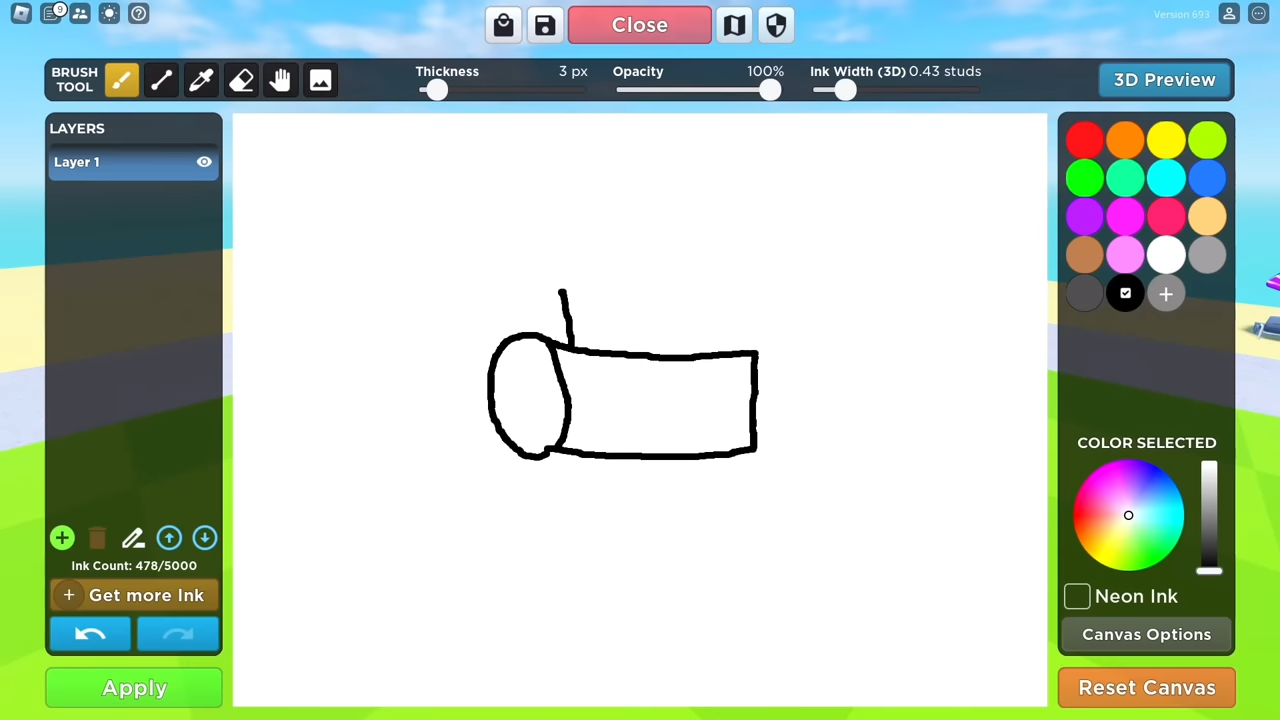 9
Close
Version 693
BRUSH
TOOL
Thickness 3 px
Opacity 100%
Ink Width (3D) 0.43 studs
3D Preview
LAYERS
Layer 1
Ink Count: 478/5000
+ Get more Ink
Apply
COLOR SELECTED
Neon Ink
Canvas Options
Reset Canvas